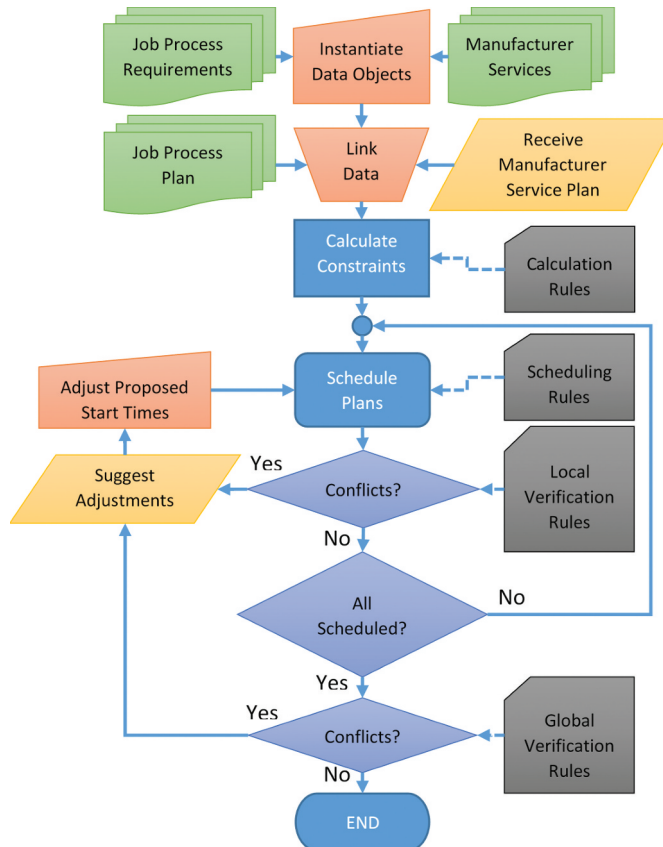 Job Process
Requirements
Instantiate
Data Objects
Manufacturer
Services
Job Process
Plan
Link
Data
Receive
Manufacturer
Service Plan
Calculate
Constraints
Calculation
Rules
Adjust Proposed
Start Times
Schedule
Plans
Scheduling
Rules
Suggest
Adjustments
Yes
Conflicts?
Local
Verification
Rules
No
All
Scheduled?
No
Yes
Yes
Conflicts?
Global
Verification
Rules
No
END